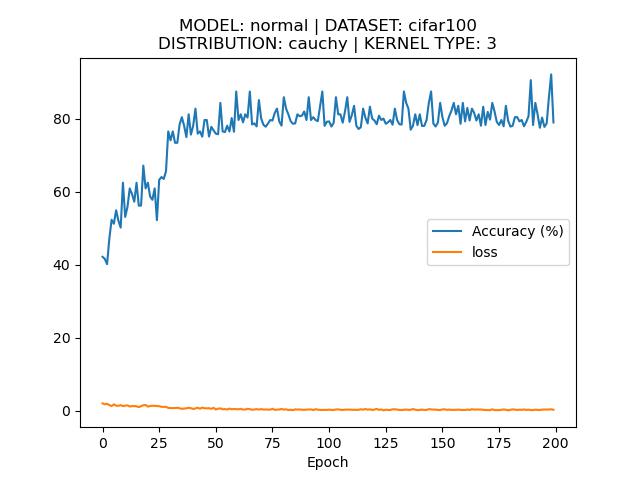 MODEL: normal | DATASET: cifar100
DISTRIBUTION: cauchy | KERNEL TYPE: 3
80
60
40
20
0
Accuracy (%)
loss
0 25 50 75 100 125 150 175 200
Epoch